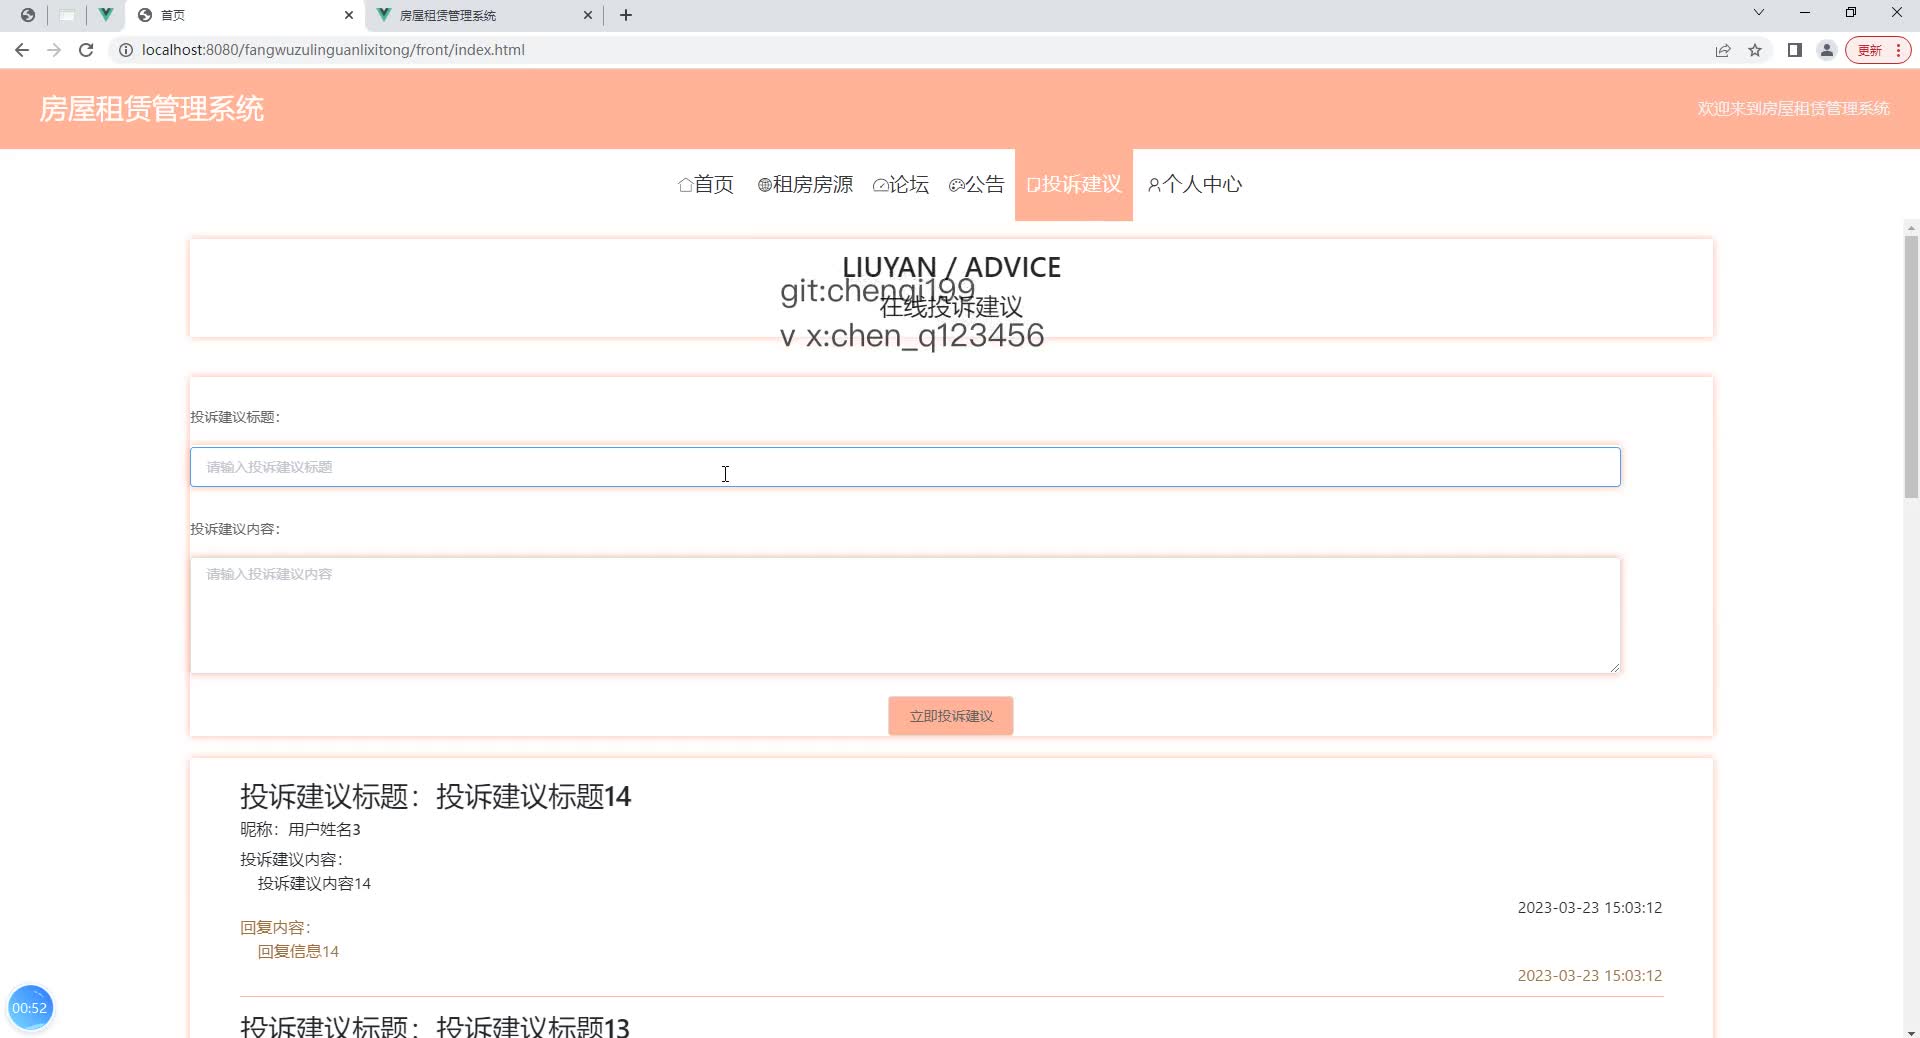 首页
房屋租赁管理系统
localhost:8080/fangwuzulinguanlixitong/front/index.html
更新
房屋租赁管理系统
欢迎来到房屋租赁管理系统
首页
租房房源
论坛
公告
投诉建议
个人中心
LIUYAN / ADVICE
git:chenqi199
在线投诉建议
v x:chen_q123456
投诉建议标题：
请输入投诉建议标题
投诉建议内容：
请输入投诉建议内容
立即投诉建议
投诉建议标题：投诉建议标题14
昵称：用户姓名3
投诉建议内容：
投诉建议内容14
2023-03-23 15:03:12
回复内容：
回复信息14
2023-03-23 15:03:12
投诉建议标题：投诉建议标题13
00:52